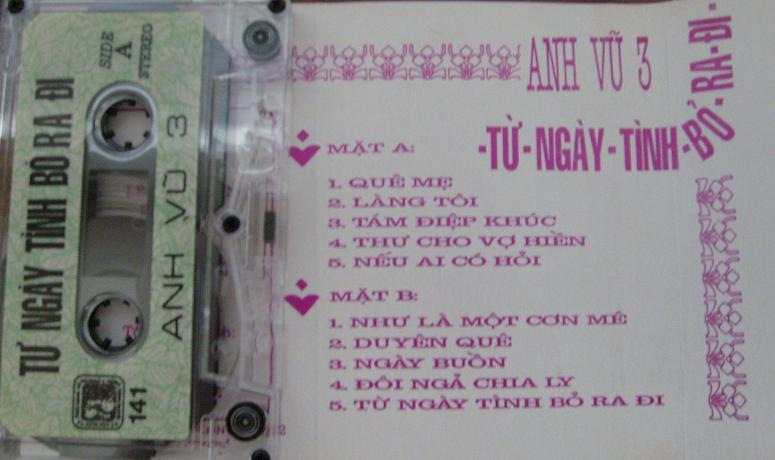 SIDE
A
STEREO
TỪ NGÀY TÌNH BỎ RA ĐI
ANH VŨ 3
141
ANH VŨ 3
-TỪ-NGÀY-TÌNH-BỎ-RA-ĐI-
MẶT A:
1. QUÊ MẸ
2. LÀNG TÔI
3. TÁM ĐIỆP KHÚC
4. THƯ CHO VỢ HIỀN
5. NẾU AI CÓ HỎI
MẶT B:
1. NHƯ LÀ MỘT CƠN MÊ
2. DUYÊN QUÊ
3. NGÀY BUỒN
4. ĐÔI NGẢ CHIA LY
5. TỪ NGÀY TÌNH BỎ RA ĐI